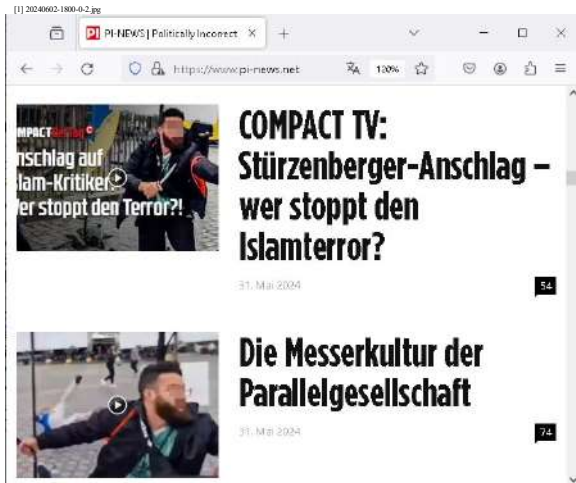 [1] 20240602-1800-0-2.jpg
PI-NEWS | Politically Incorrect
https://www.pi-news.net
120%
COMPACT TV:
Stürzenberger-Anschlag –
wer stoppt den
Islamterror?
31. Mai 2024
54
MPACT
nschlag auf
slam-Kritiker
er stoppt den Terror?!
Die Messerkultur der
Parallelgesellschaft
31. Mai 2024
74